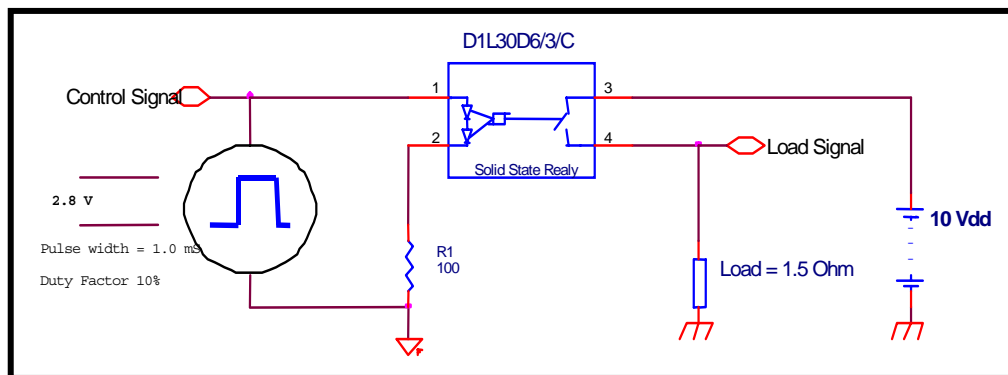 D1L30D6/3/C
Control Signal
1
2
3
4
Solid State Realy
Load Signal
2.8 V
Pulse width = 1.0 mS
Duty Factor 10%
R1
100
Load = 1.5 Ohm
10 Vdd